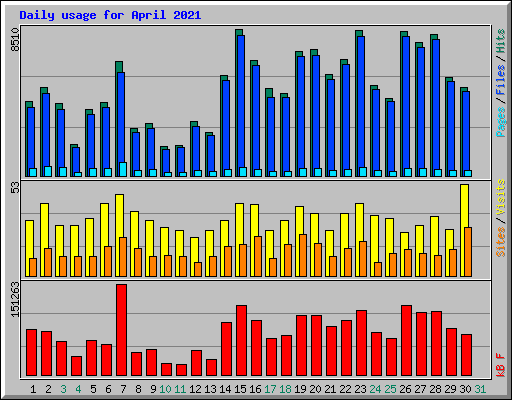 Daily usage for April 2021
8510
Pages / Files / Hits
53
Sites / Visits
151263
kB F
1 2 3 4 5 6 7 8 9 10 11 12 13 14 15 16 17 18 19 20 21 22 23 24 25 26 27 28 29 30 31